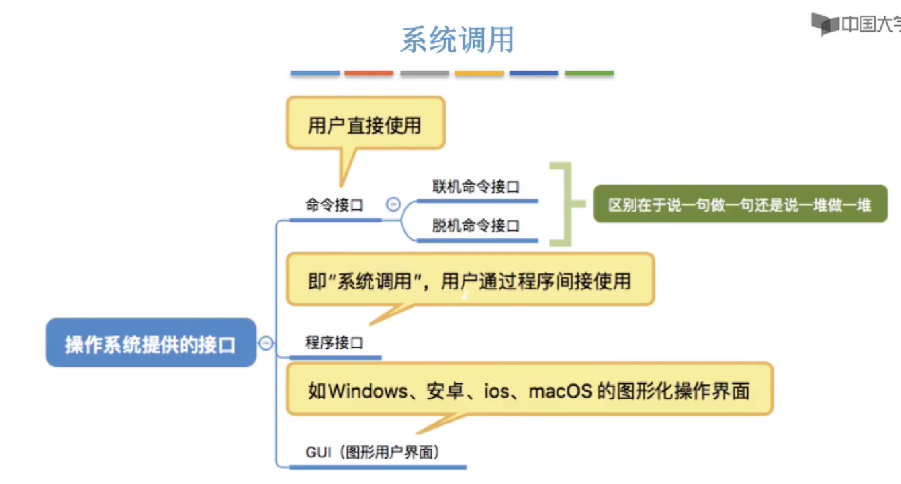 系统调用
中国大学
用户直接使用
联机命令接口
命令接口
区别在于说一句做一句还是说一堆做一堆
脱机命令接口
即“系统调用”，用户通过程序间接使用
操作系统提供的接口
程序接口
如Windows、安卓、ios、macOS 的图形化操作界面
GUI（图形用户界面）